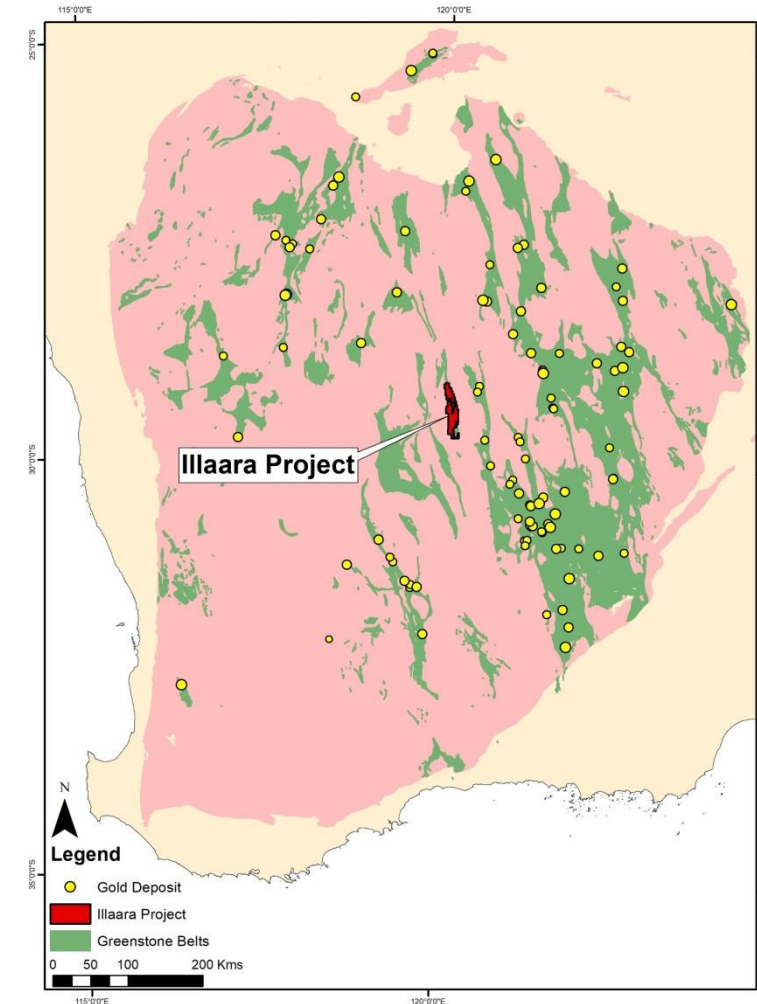 115°0'0"E 120°0'0"E
25°0'0"S
Illaara Project
30°0'0"S
N
Legend
35°0'0"S
Gold Deposit
Illaara Project
Greenstone Belts
0 50 100 200 Kms
115°0'0"E 120°0'0"E